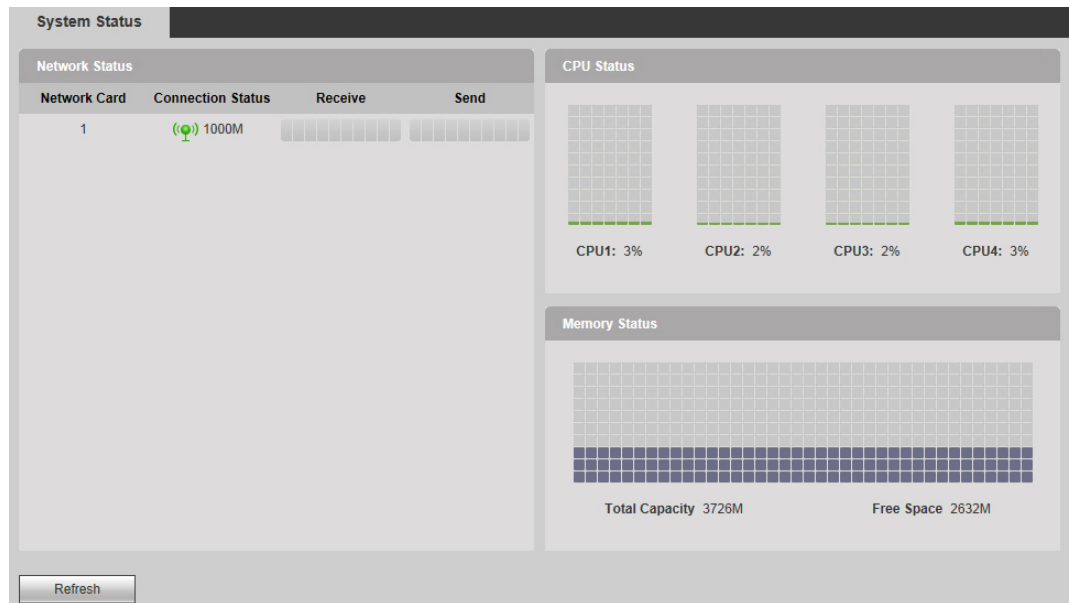 System Status
Network Status
Network Card Connection Status Receive Send
1 1000M
CPU Status
CPU1: 3% CPU2: 2% CPU3: 2% CPU4: 3%
Memory Status
Total Capacity 3726M Free Space 2632M
Refresh